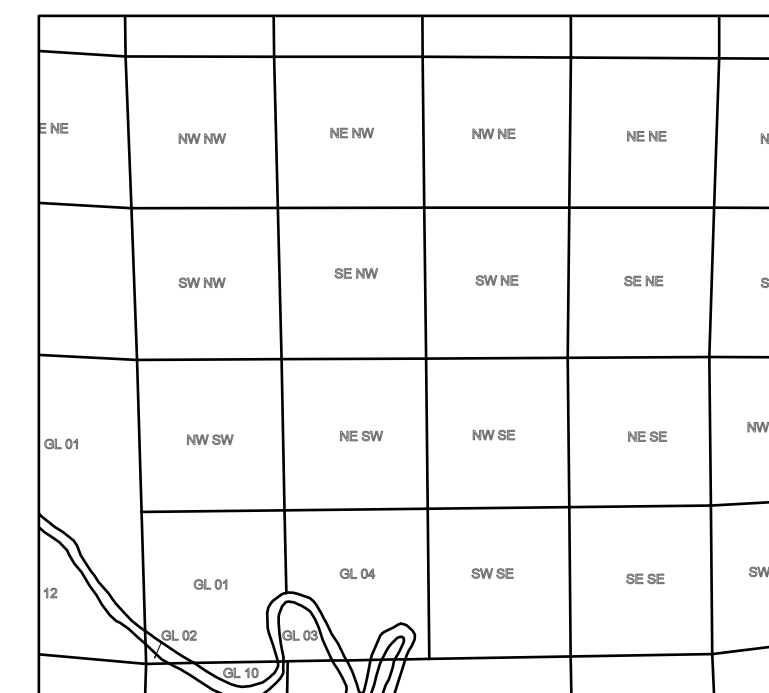 E NE
NW NW
NE NW
NW NE
NE NE
N
SW NW
SE NW
SW NE
SE NE
S
GL 01
NW SW
NE SW
NW SE
NE SE
NW
12
GL 01
GL 04
SW SE
SE SE
SW
GL 02
GL 03
GL 10